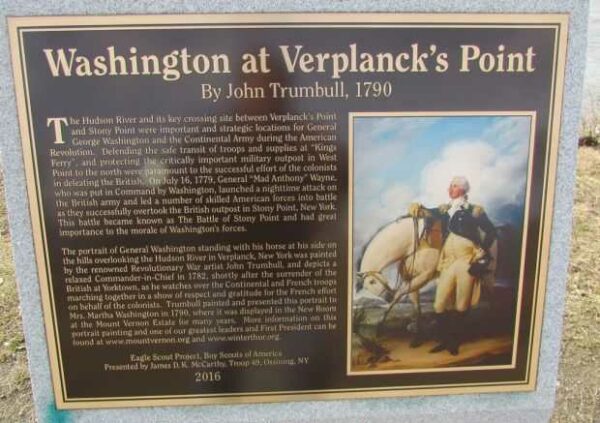 Washington at Verplanck's Point
By John Trumbull, 1790
The Hudson River and its key crossing site between Verplanck's Point
and Stony Point were important and strategic locations for General
George Washington and the Continental Army during the American
Revolution. Defending the safe transit of troops and supplies at "Kings
Ferry", and protecting the critically important military outpost in West
Point to the north were paramount to the successful effort of the colonists
in defeating the British. On July 16, 1779, General "Mad Anthony" Wayne,
who was put in Command by Washington, launched a nighttime attack on
the British army and led a number of skilled American forces into battle
as they successfully overtook the British outpost in Stony Point, New York.
This battle became known as The Battle of Stony Point and had great
importance to the morale of Washington's forces.
The portrait of General Washington standing with his horse at his side on
the hills overlooking the Hudson River in Verplanck, New York was painted
by the renowned Revolutionary War artist John Trumbull, and depicts a
relaxed Commander-in-Chief in 1782, shortly after the surrender of the
British at Yorktown, as he watches over the Continental and French troops
marching together in a show of respect and gratitude for the French effort
on behalf of the colonists. Trumbull painted and presented this portrait to
Mrs. Martha Washington in 1790, where it was displayed in the New Room
at the Mount Vernon Estate for many years. More information on this
portrait painting and one of our greatest leaders and First President can be
found at www.mountvernon.org and www.winterthur.org.
Eagle Scout Project, Boy Scouts of America
Presented by James D. K. McCarthy, Troop 49, Ossining, NY
2016